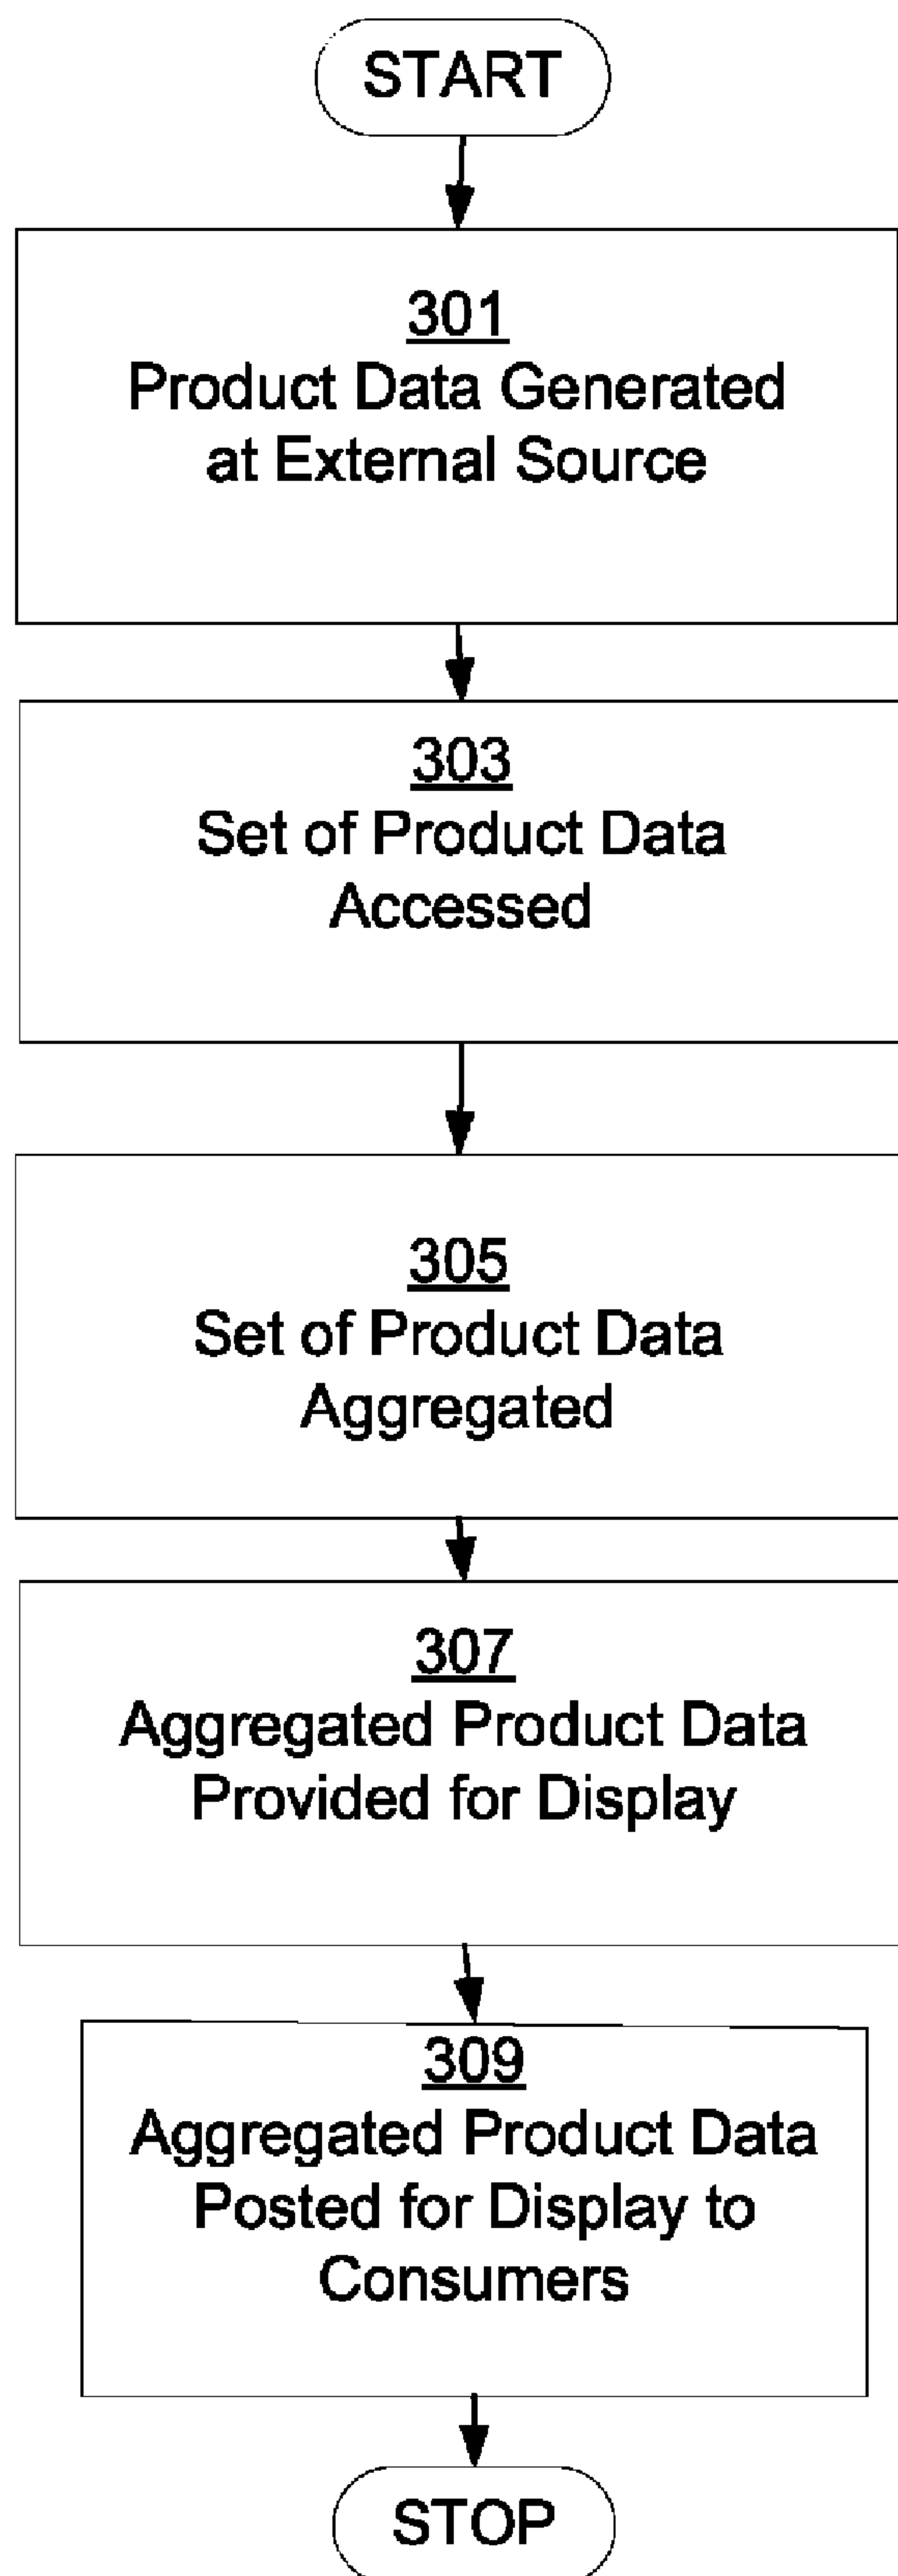 START
301
Product Data Generated
at External Source
303
Set of Product Data
Accessed
305
Set of Product Data
Aggregated
307
Aggregated Product Data
Provided for Display
309
Aggregated Product Data
Posted for Display to
Consumers
STOP